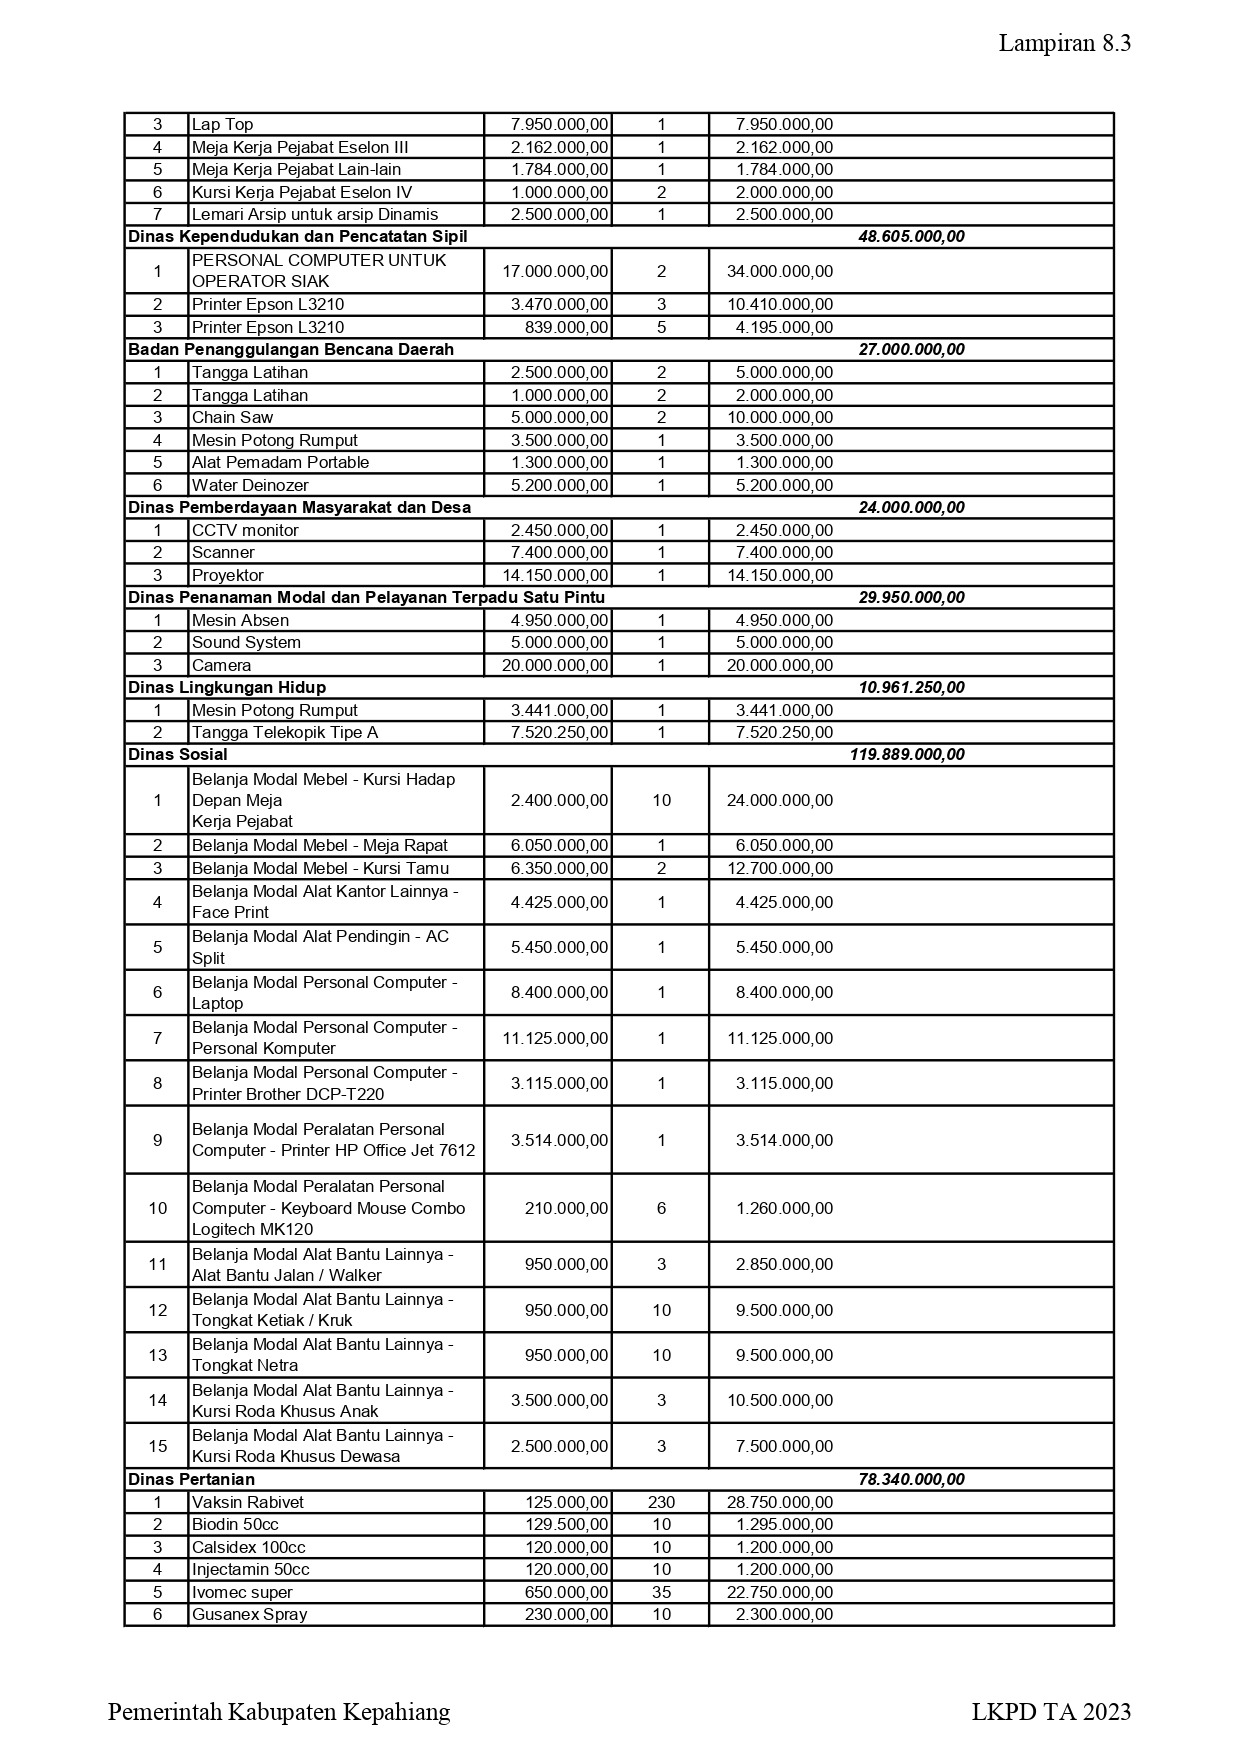 Lampiran 8.3
3 Lap Top 7.950.000,00 1 7.950.000,00
4 Meja Kerja Pejabat Eselon III 2.162.000,00 1 2.162.000,00
5 Meja Kerja Pejabat Lain-lain 1.784.000,00 1 1.784.000,00
6 Kursi Kerja Pejabat Eselon IV 1.000.000,00 2 2.000.000,00
7 Lemari Arsip untuk arsip Dinamis 2.500.000,00 1 2.500.000,00
Dinas Kependudukan dan Pencatatan Sipil 48.605.000,00
PERSONAL COMPUTER UNTUK
1 17.000.000,00 2 34.000.000,00
OPERATOR SIAK
2 Printer Epson L3210 3.470.000,00 3 10.410.000,00
3 Printer Epson L3210 839.000,00 5 4.195.000,00
Badan Penanggulangan Bencana Daerah 27.000.000,00
1 Tangga Latihan 2.500.000,00 2 5.000.000,00
2 Tangga Latihan 1.000.000,00 2 2.000.000,00
3 Chain Saw 5.000.000,00 2 10.000.000,00
4 Mesin Potong Rumput 3.500.000,00 1 3.500.000,00
5 Alat Pemadam Portable 1.300.000,00 1 1.300.000,00
6 Water Deinozer 5.200.000,00 1 5.200.000,00
Dinas Pemberdayaan Masyarakat dan Desa 24.000.000,00
1 CCTV monitor 2.450.000,00 1 2.450.000,00
2 Scanner 7.400.000,00 1 7.400.000,00
3 Proyektor 14.150.000,00 1 14.150.000,00
Dinas Penanaman Modal dan Pelayanan Terpadu Satu Pintu 29.950.000,00
1 Mesin Absen 4.950.000,00 1 4.950.000,00
2 Sound System 5.000.000,00 1 5.000.000,00
3 Camera 20.000.000,00 1 20.000.000,00
Dinas Lingkungan Hidup 10.961.250,00
1 Mesin Potong Rumput 3.441.000,00 1 3.441.000,00
2 Tangga Telekopik Tipe A 7.520.250,00 1 7.520.250,00
Dinas Sosial 119.889.000,00
Belanja Modal Mebel - Kursi Hadap
1 Depan Meja 2.400.000,00 10 24.000.000,00
Kerja Pejabat
2 Belanja Modal Mebel - Meja Rapat 6.050.000,00 1 6.050.000,00
3 Belanja Modal Mebel - Kursi Tamu 6.350.000,00 2 12.700.000,00
Belanja Modal Alat Kantor Lainnya -
4 4.425.000,00 1 4.425.000,00
Face Print
Belanja Modal Alat Pendingin - AC
5 5.450.000,00 1 5.450.000,00
Split
Belanja Modal Personal Computer -
6 8.400.000,00 1 8.400.000,00
Laptop
Belanja Modal Personal Computer -
7 11.125.000,00 1 11.125.000,00
Personal Komputer
Belanja Modal Personal Computer -
8 3.115.000,00 1 3.115.000,00
Printer Brother DCP-T220
Belanja Modal Peralatan Personal
9 3.514.000,00 1 3.514.000,00
Computer - Printer HP Office Jet 7612
Belanja Modal Peralatan Personal
10 Computer - Keyboard Mouse Combo 210.000,00 6 1.260.000,00
Logitech MK120
Belanja Modal Alat Bantu Lainnya -
11 950.000,00 3 2.850.000,00
Alat Bantu Jalan / Walker
Belanja Modal Alat Bantu Lainnya -
12 950.000,00 10 9.500.000,00
Tongkat Ketiak / Kruk
Belanja Modal Alat Bantu Lainnya -
13 950.000,00 10 9.500.000,00
Tongkat Netra
Belanja Modal Alat Bantu Lainnya -
14 3.500.000,00 3 10.500.000,00
Kursi Roda Khusus Anak
Belanja Modal Alat Bantu Lainnya -
15 2.500.000,00 3 7.500.000,00
Kursi Roda Khusus Dewasa
Dinas Pertanian 78.340.000,00
1 Vaksin Rabivet 125.000,00 230 28.750.000,00
2 Biodin 50cc 129.500,00 10 1.295.000,00
3 Calsidex 100cc 120.000,00 10 1.200.000,00
4 Injectamin 50cc 120.000,00 10 1.200.000,00
5 Ivomec super 650.000,00 35 22.750.000,00
6 Gusanex Spray 230.000,00 10 2.300.000,00
Pemerintah Kabupaten Kepahiang LKPD TA 2023